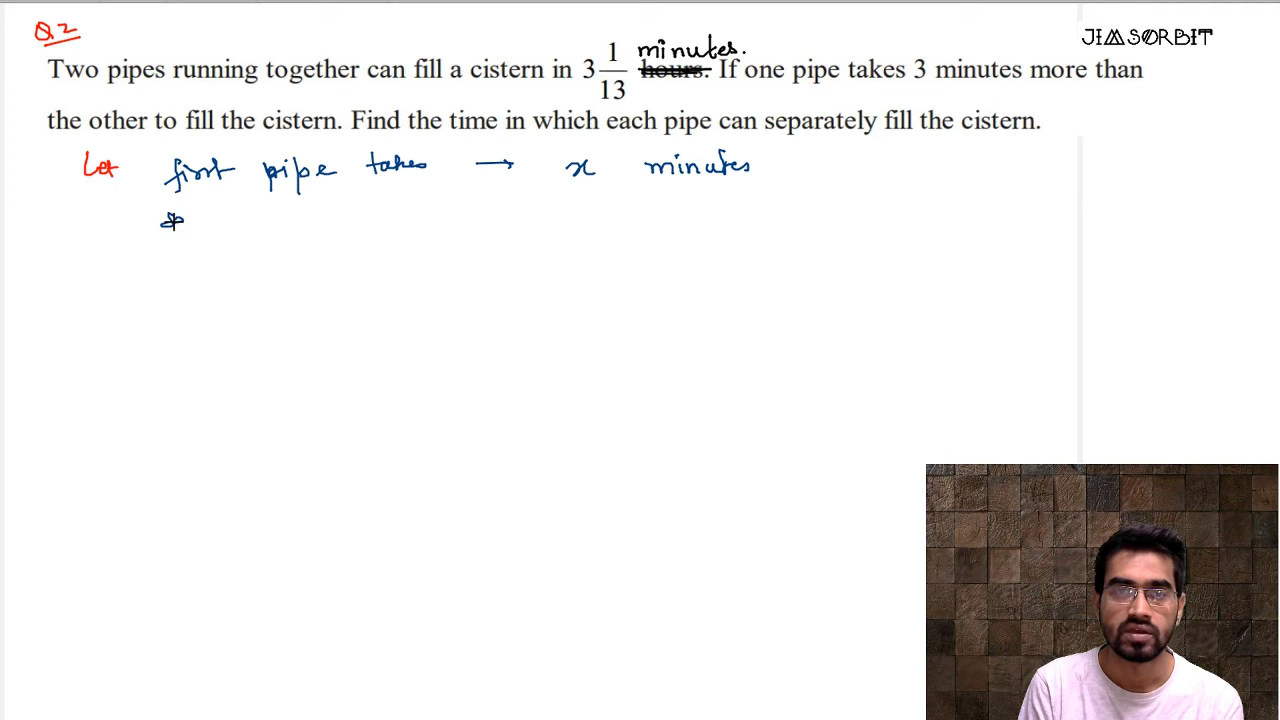 Q2
JIMSORBIT
minutes.
Two pipes running together can fill a cistern in 3 1/13 hours. If one pipe takes 3 minutes more than
the other to fill the cistern. Find the time in which each pipe can separately fill the cistern.
Let first pipe takes → x minutes